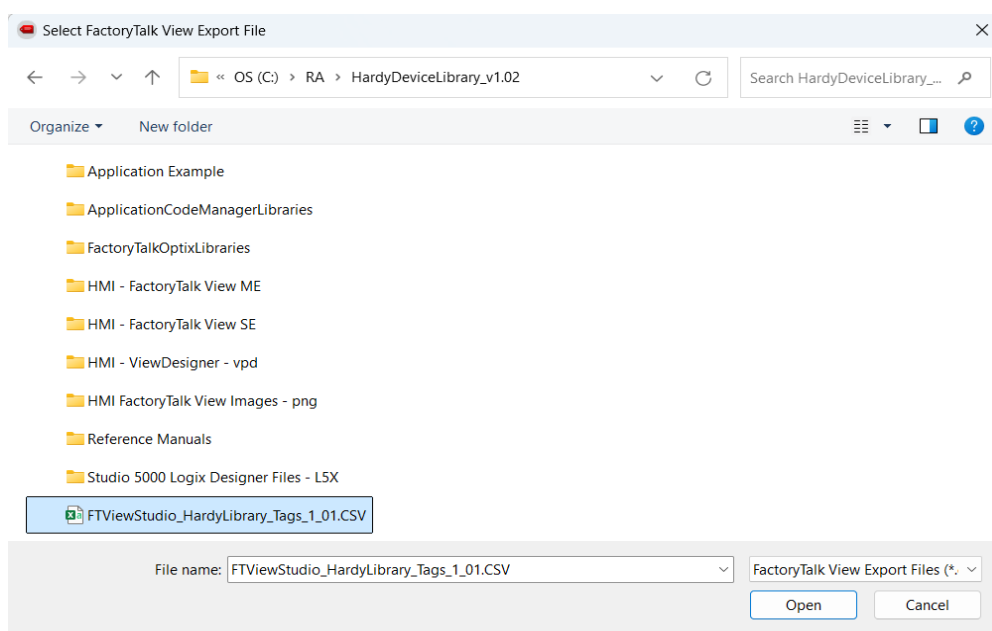 Select FactoryTalk View Export File
« OS (C:) › RA › HardyDeviceLibrary_v1.02
Search HardyDeviceLibrary_...
Organize
New folder
Application Example
ApplicationCodeManagerLibraries
FactoryTalkOptixLibraries
HMI - FactoryTalk View ME
HMI - FactoryTalk View SE
HMI - ViewDesigner - vpd
HMI FactoryTalk View Images - png
Reference Manuals
Studio 5000 Logix Designer Files - L5X
FTViewStudio_HardyLibrary_Tags_1_01.CSV
File name: FTViewStudio_HardyLibrary_Tags_1_01.CSV
FactoryTalk View Export Files (*.
Open
Cancel